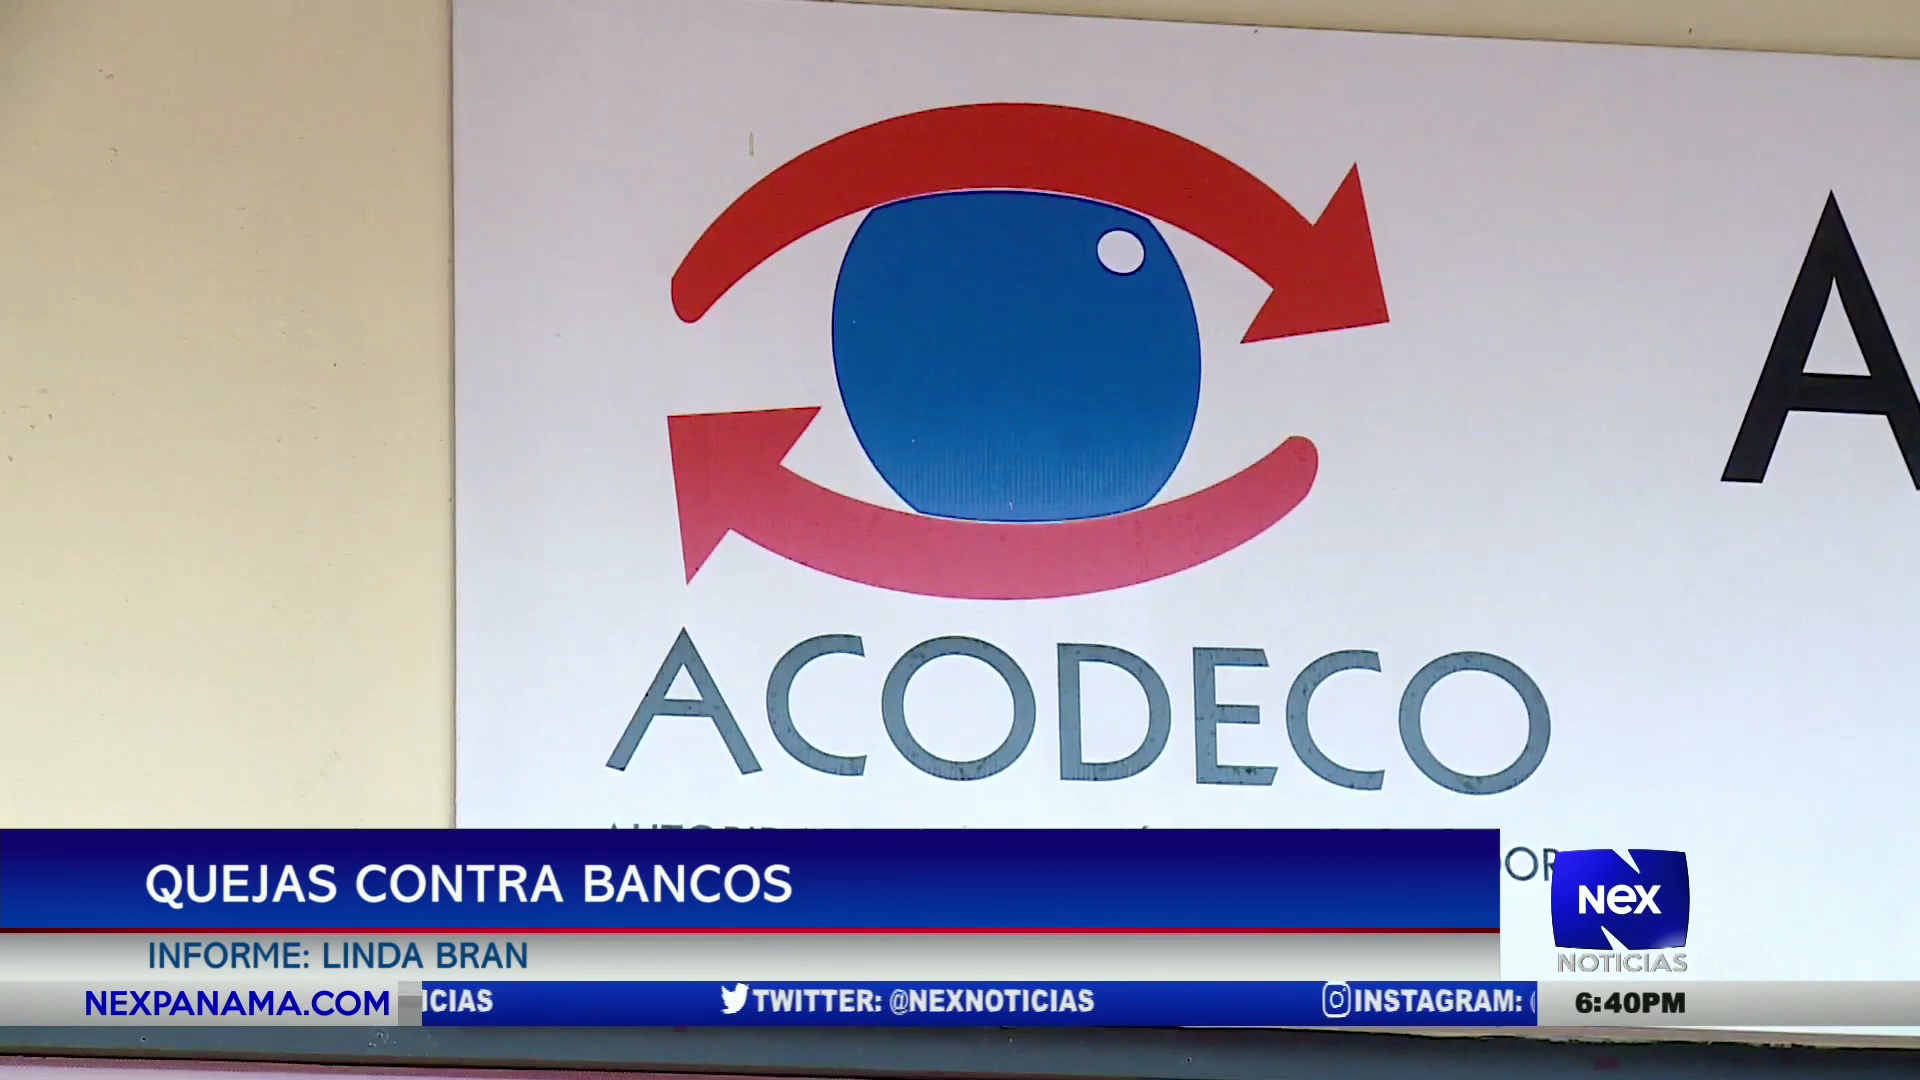 A
ACODECO
QUEJAS CONTRA BANCOS
INFORME: LINDA BRAN
NEX
NOTICIAS
NEXPANAMA.COM
ICIAS TWITTER: @NEXNOTICIAS INSTAGRAM:
6:40PM